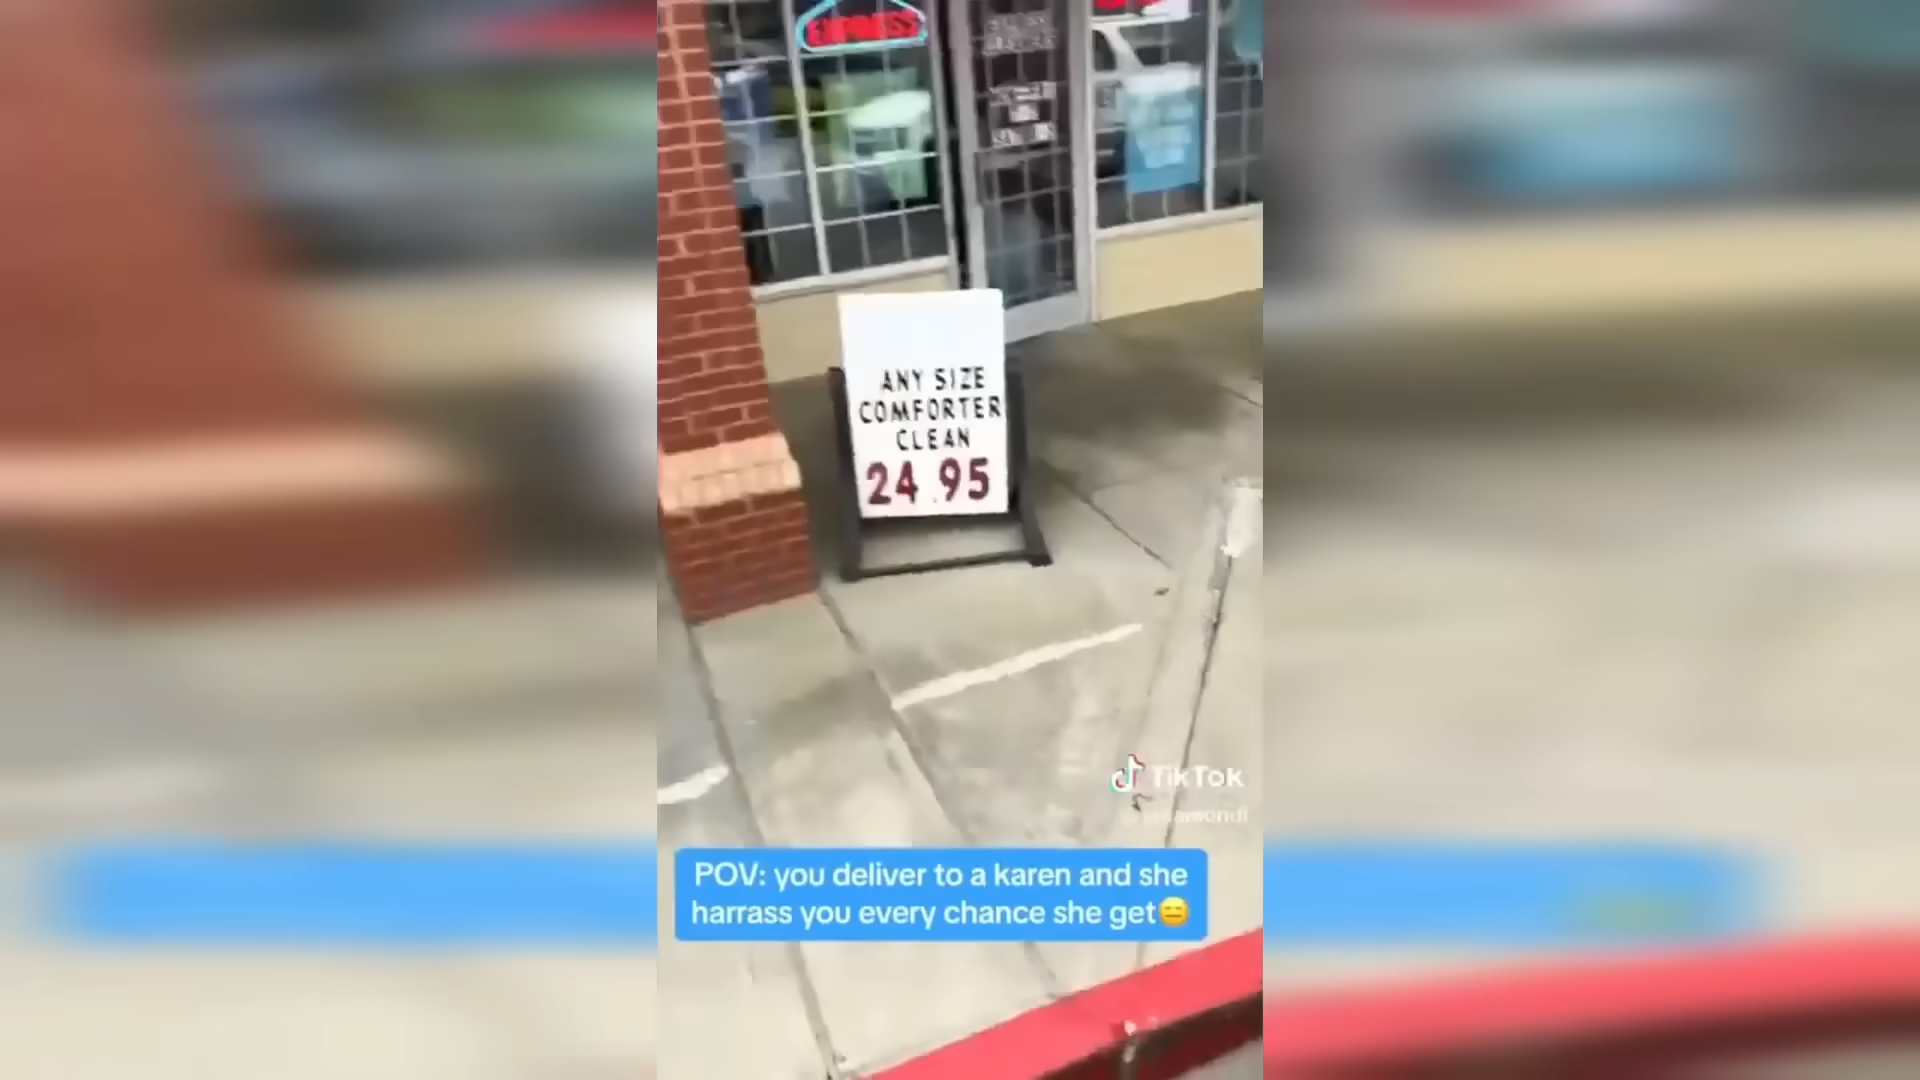 EXPRESS
ANY SIZE
COMFORTER
CLEAN
24.95
TikTok
POV: you deliver to a karen and she
harrass you every chance she get😑